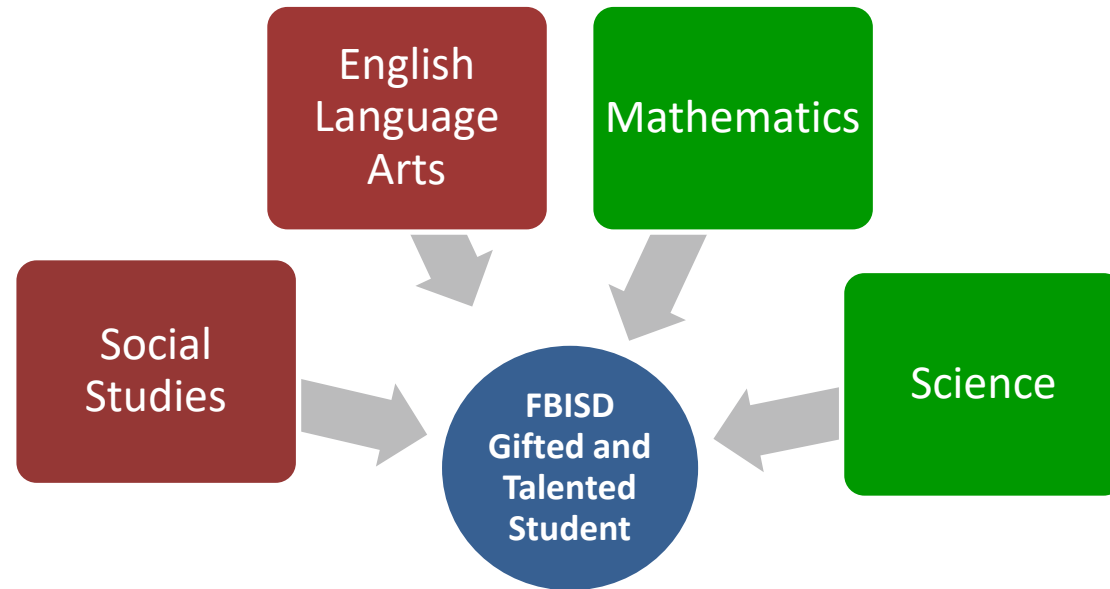 English
Language
Arts
Mathematics
Social
Studies
Science
FBISD
Gifted and
Talented
Student